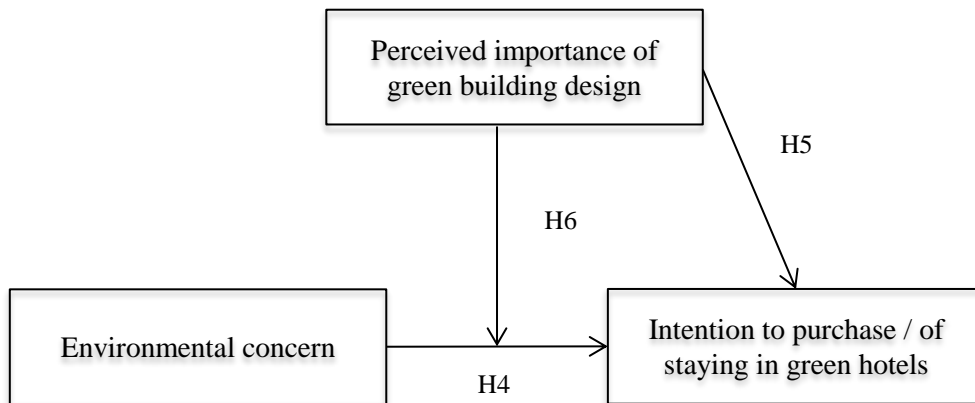 Perceived importance of
green building design
H5
H6
Environmental concern
Intention to purchase / of
staying in green hotels
H4